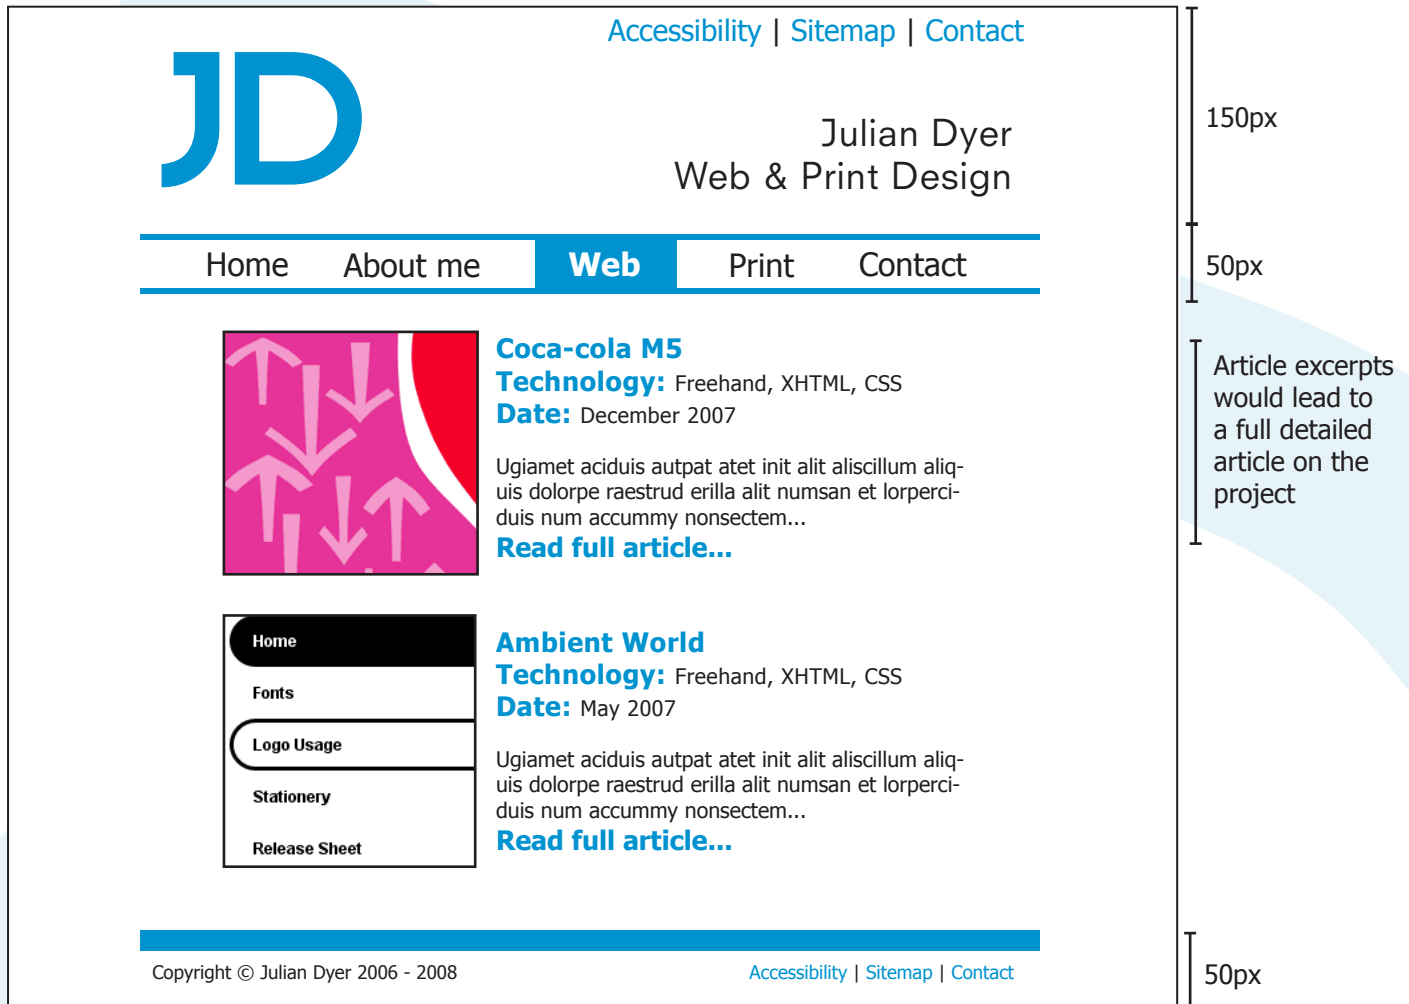 Accessibility | Sitemap | Contact
JD
Julian Dyer
Web & Print Design
150px
Home About me Web Print Contact
50px
Coca-cola M5
Technology: Freehand, XHTML, CSS
Date: December 2007
Ugiamet aciduis autpat atet init alit aliscillum aliq-
uis dolorpe raestrud erilla alit numsan et lorperci-
duis num accummy nonsectem...
Read full article...
Article excerpts
would lead to
a full detailed
article on the
project
Home
Fonts
Logo Usage
Stationery
Release Sheet
Ambient World
Technology: Freehand, XHTML, CSS
Date: May 2007
Ugiamet aciduis autpat atet init alit aliscillum aliq-
uis dolorpe raestrud erilla alit numsan et lorperci-
duis num accummy nonsectem...
Read full article...
Copyright © Julian Dyer 2006 - 2008
Accessibility | Sitemap | Contact
50px